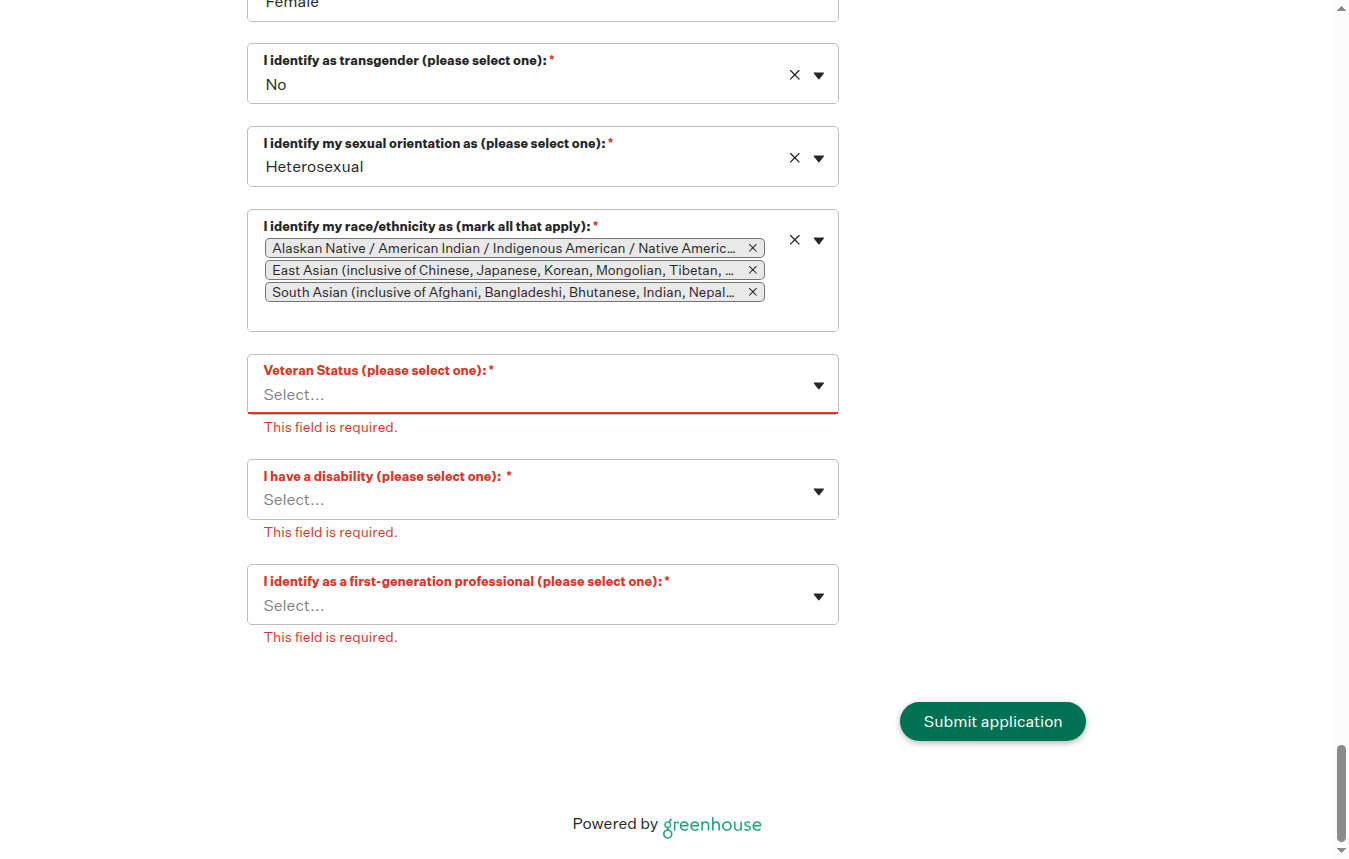 Female
I identify as transgender (please select one):*
No
I identify my sexual orientation as (please select one):*
Heterosexual
I identify my race/ethnicity as (mark all that apply):*
Alaskan Native / American Indian / Indigenous American / Native Americ...
East Asian (inclusive of Chinese, Japanese, Korean, Mongolian, Tibetan, ...
South Asian (inclusive of Afghani, Bangladeshi, Bhutanese, Indian, Nepal...
Veteran Status (please select one):*
Select...
This field is required.
I have a disability (please select one): *
Select...
This field is required.
I identify as a first-generation professional (please select one):*
Select...
This field is required.
Submit application
Powered by greenhouse